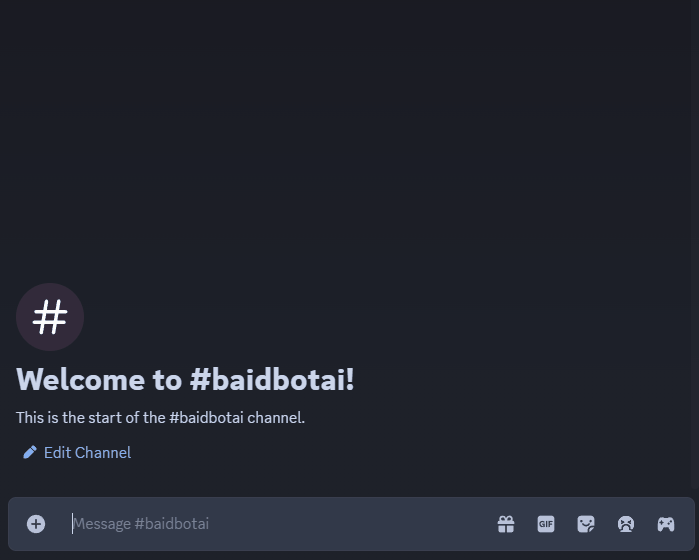 #
Welcome to #baidbotai!
This is the start of the #baidbotai channel.
Edit Channel
Message #baidbotai
GIF